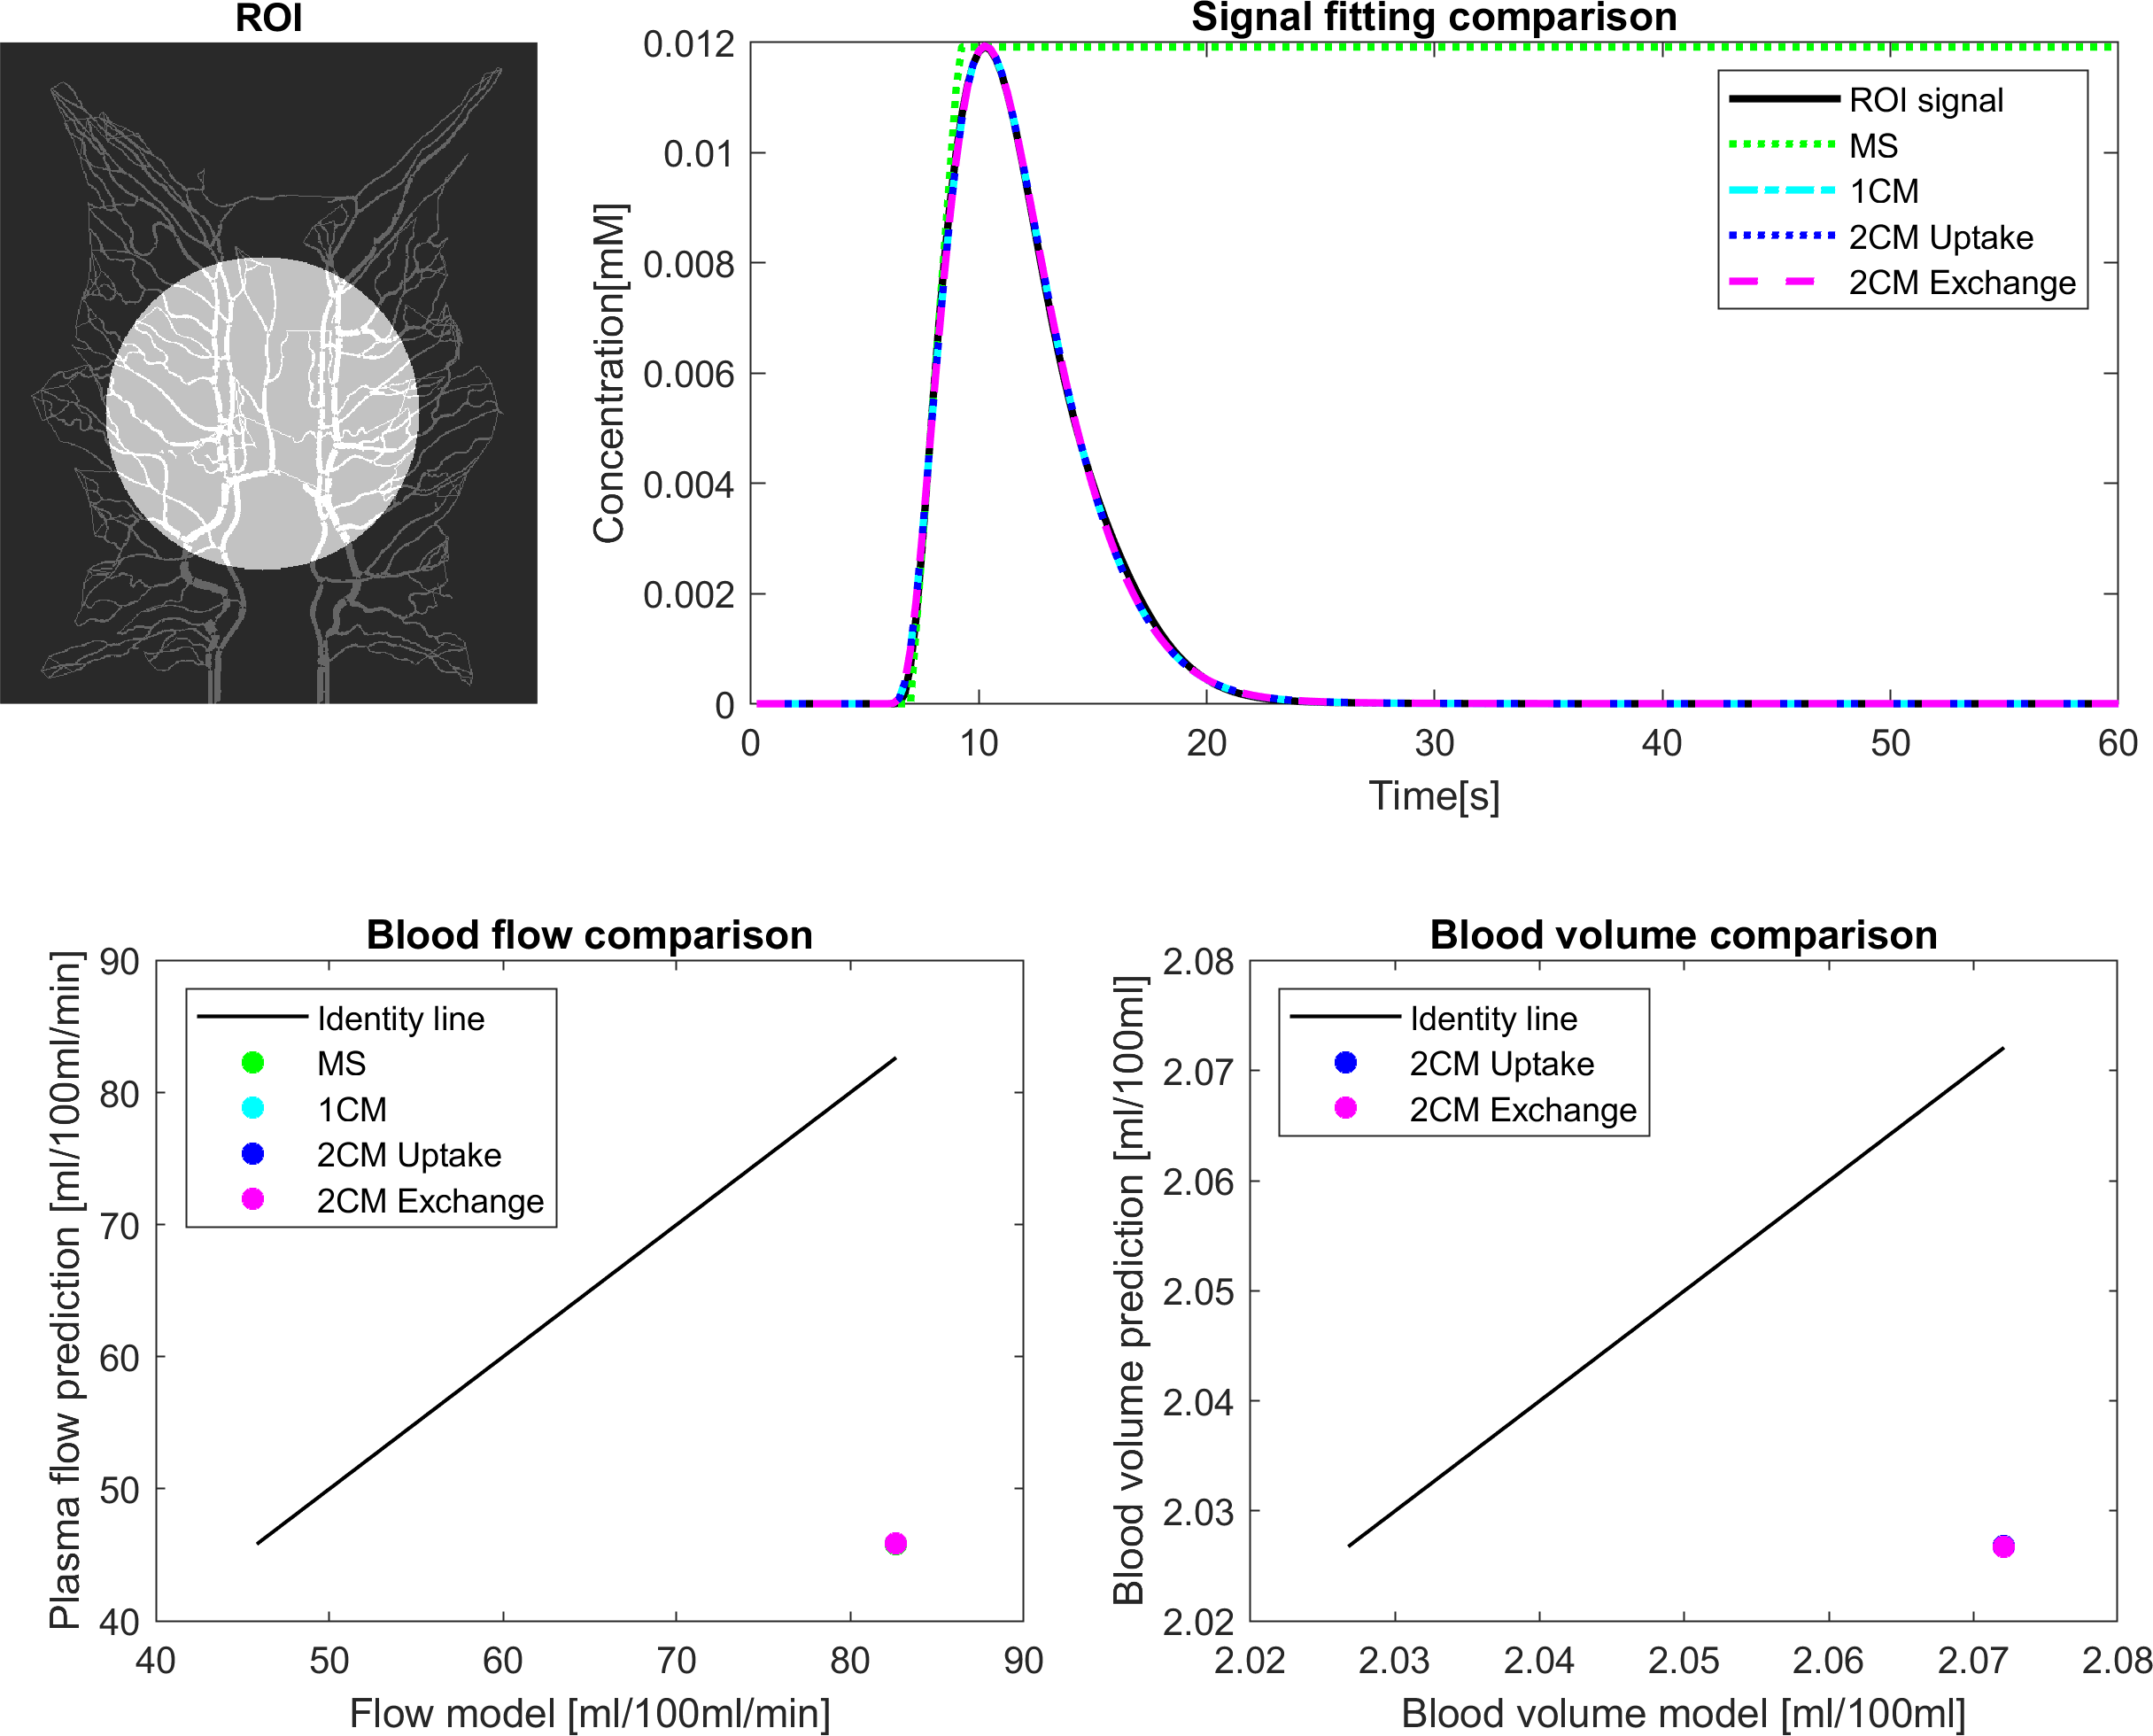 ROI
Signal fitting comparison
Concentration[mM]
0.012
0.01
0.008
0.006
0.004
0.002
0
0 10 20 30 40 50 60
Time[s]
ROI signal
MS
1CM
2CM Uptake
2CM Exchange
Blood flow comparison
Plasma flow prediction [ml/100ml/min]
90
80
70
60
50
40
40 50 60 70 80 90
Flow model [ml/100ml/min]
Identity line
MS
1CM
2CM Uptake
2CM Exchange
Blood volume comparison
Blood volume prediction [ml/100ml]
2.08
2.07
2.06
2.05
2.04
2.03
2.02
2.02 2.03 2.04 2.05 2.06 2.07 2.08
Blood volume model [ml/100ml]
Identity line
2CM Uptake
2CM Exchange